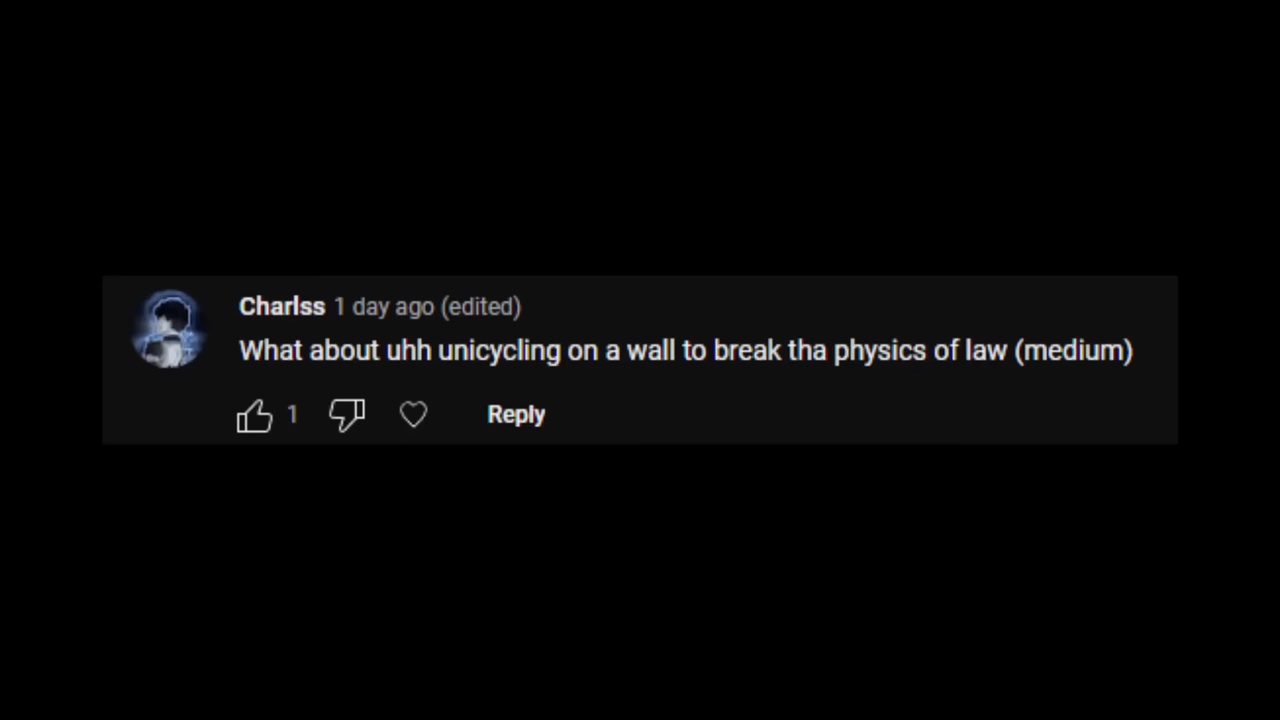 Charlss 1 day ago (edited)
What about uhh unicycling on a wall to break tha physics of law (medium)
1 Reply